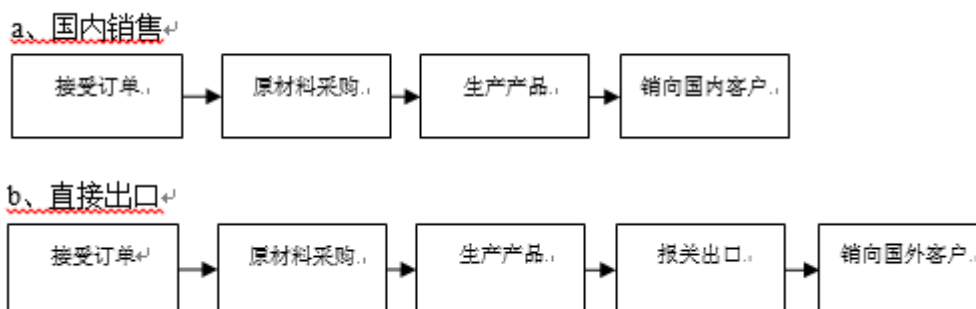 a、国内销售
接受订单 原材料采购 生产产品 销向国内客户
b、直接出口
接受订单 原材料采购 生产产品 报关出口 销向国外客户